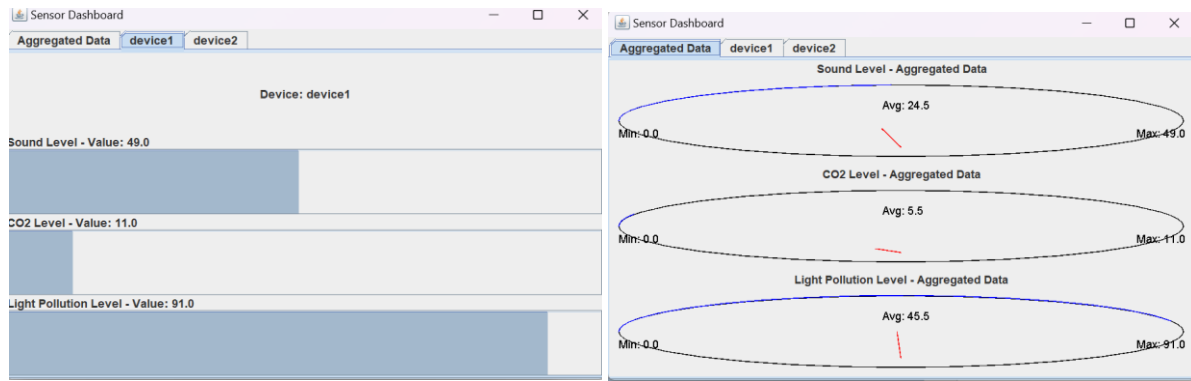 Sensor Dashboard
Aggregated Data device1 device2
Device: device1
Sound Level - Value: 49.0
CO2 Level - Value: 11.0
Light Pollution Level - Value: 91.0
Sensor Dashboard
Aggregated Data device1 device2
Sound Level - Aggregated Data
Avg: 24.5
Min: 0.0 Max: 49.0
CO2 Level - Aggregated Data
Avg: 5.5
Min: 0.0 Max: 11.0
Light Pollution Level - Aggregated Data
Avg: 45.5
Min: 0.0 Max: 91.0